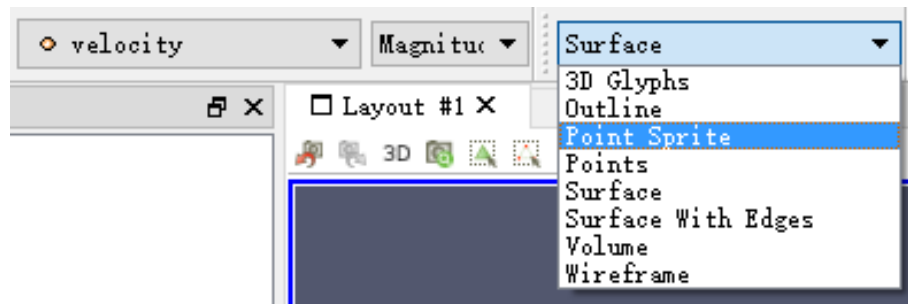 velocity
Magnituc
Surface
Layout #1
3D
3D Glyphs
Outline
Point Sprite
Points
Surface
Surface With Edges
Volume
Wireframe